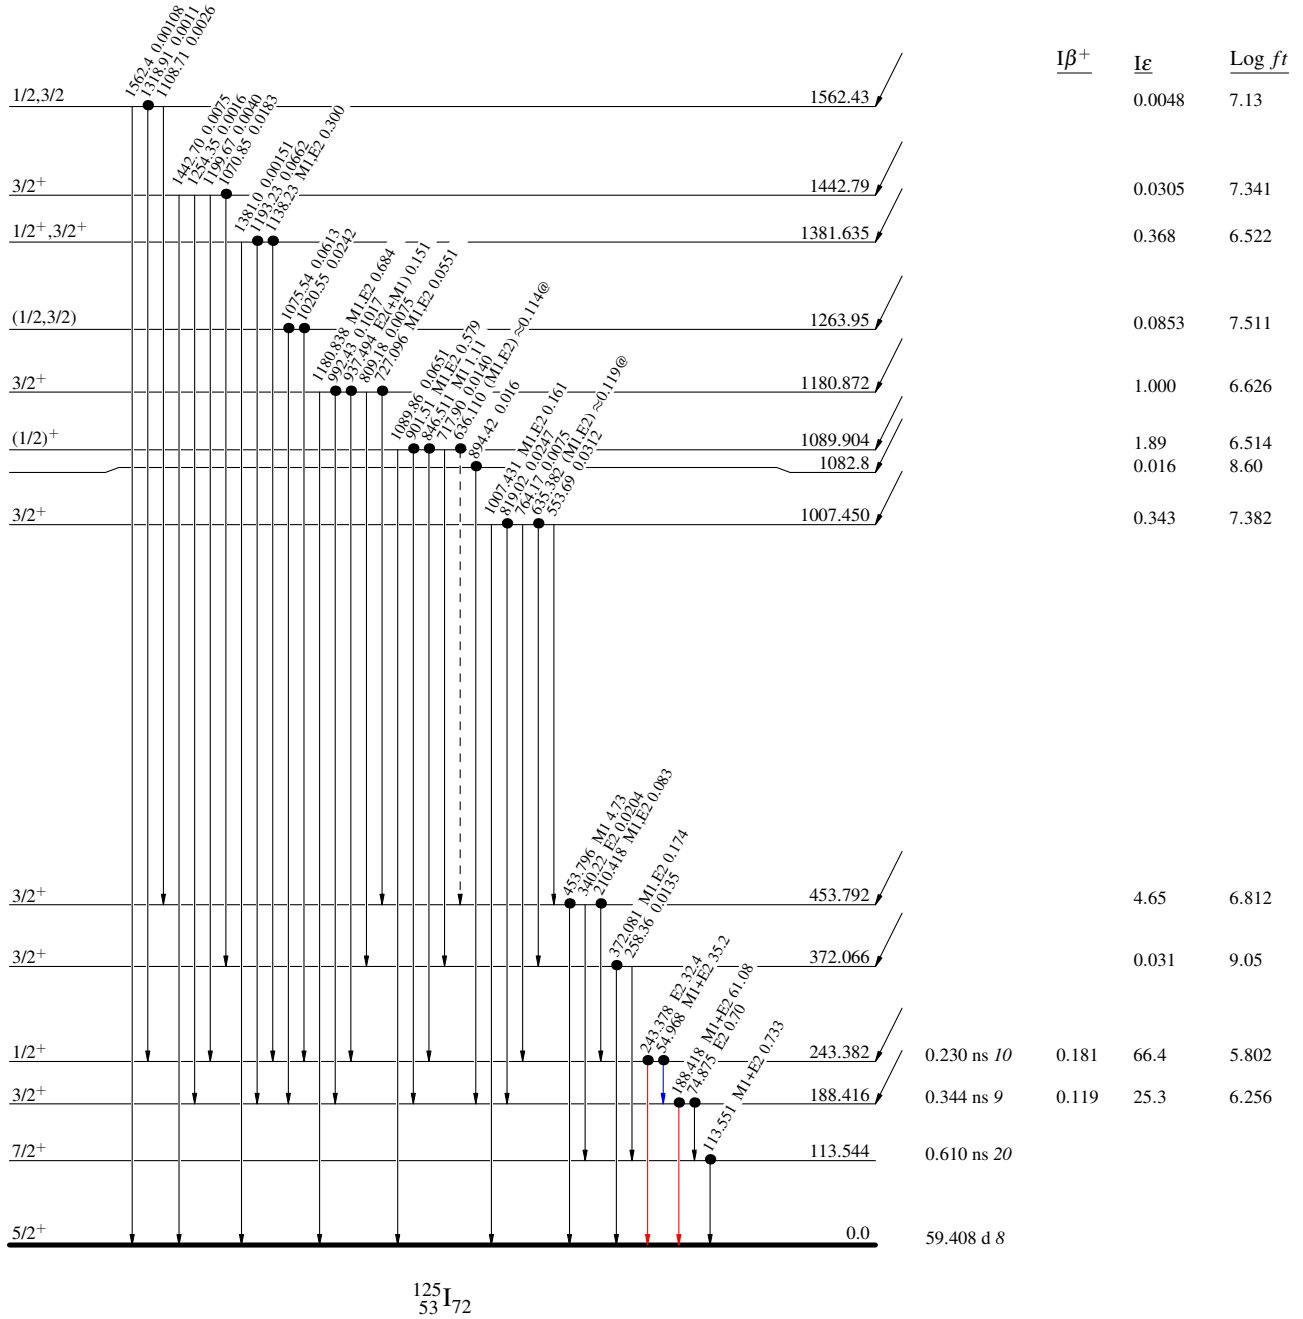 Iβ+ Iε Log ft
1562.4 0.00108
1318.91 0.0011
1108.71 0.0026
1/2,3/2 1562.43 0.0048 7.13
1442.70 0.0075
1254.35 0.0016
1199.67 0.0040
1070.85 0.0183
3/2+ 1442.79 0.0305 7.341
1381.0 0.00151
1193.23 0.0662
1138.23 M1,E2 0.300
1/2+,3/2+ 1381.635 0.368 6.522
1075.54 0.0613
1020.55 0.0242
(1/2,3/2) 1263.95 0.0853 7.511
1180.838 M1,E2 0.684
992.43 0.1017
937.494 E2(+M1) 0.151
809.18 0.0075
727.096 M1,E2 0.0551
3/2+ 1180.872 1.000 6.626
1089.86 0.0651
901.51 M1,E2 0.579
846.511 M1 1.11
717.90 0.0140
636.110 (M1,E2) ≈0.114@
(1/2)+ 1089.904 1.89 6.514
894.42 0.016
1082.8 0.016 8.60
1007.431 M1,E2 0.161
819.02 0.0247
764.17 0.0075
635.382 (M1,E2) ≈0.119@
553.69 0.0312
3/2+ 1007.450 0.343 7.382
453.796 M1 4.73
340.22 E2 0.0204
210.418 M1,E2 0.083
3/2+ 453.792 4.65 6.812
372.081 M1,E2 0.174
258.36 0.0135
3/2+ 372.066 0.031 9.05
243.378 E2 32.4
54.968 M1+E2 35.2
1/2+ 243.382 0.230 ns 10 0.181 66.4 5.802
188.418 M1+E2 61.08
74.875 E2 0.70
3/2+ 188.416 0.344 ns 9 0.119 25.3 6.256
113.551 M1+E2 0.733
7/2+ 113.544 0.610 ns 20
5/2+ 0.0 59.408 d 8
125 53 I 72